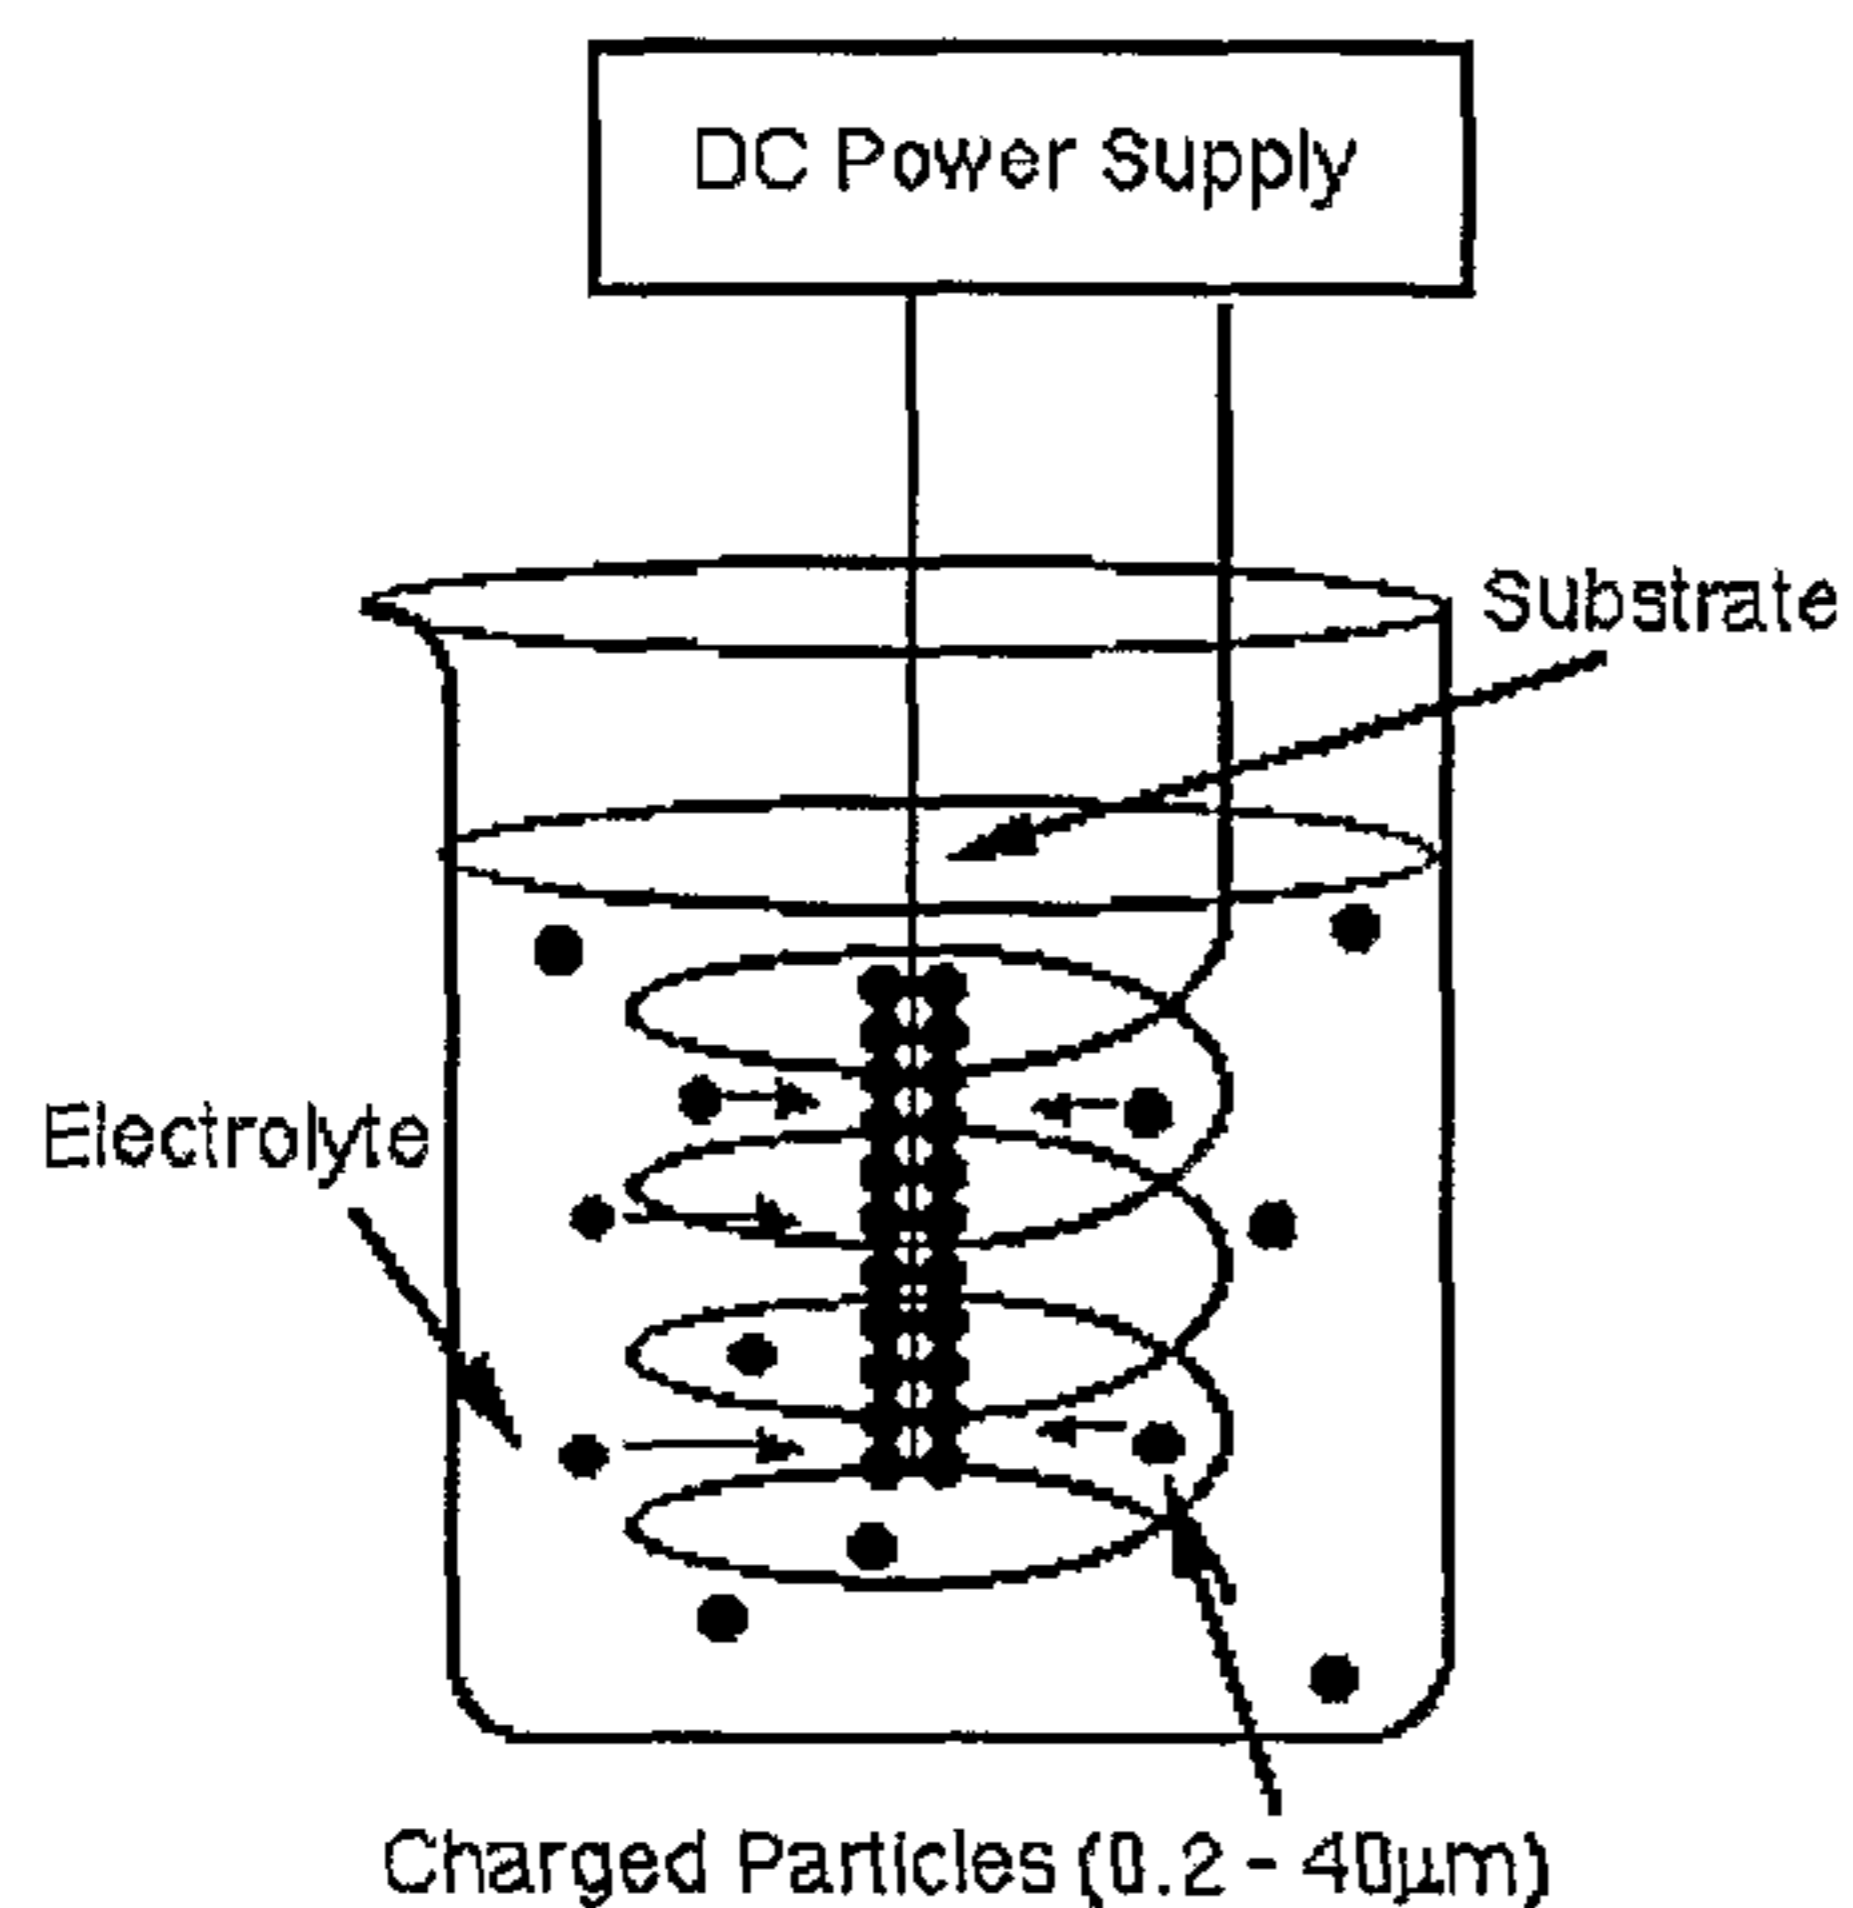 DC Power Supply
Substrate
Electrolyte
Charged Particles (0.2 - 40µm)